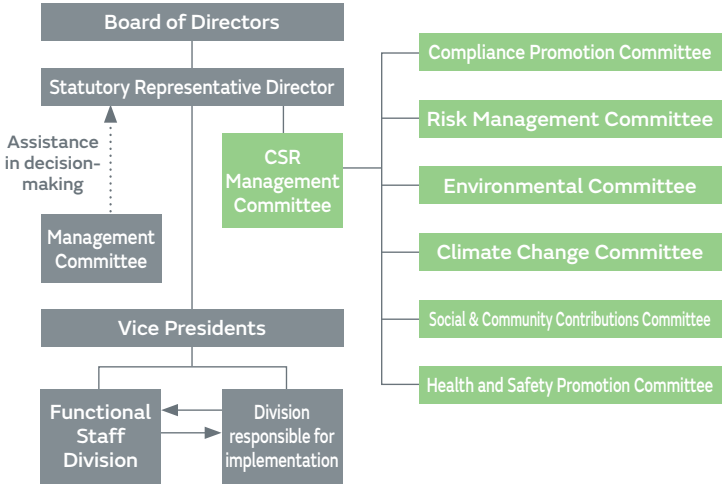 Board of Directors
Statutory Representative Director
Assistance
in decision-
making
Management
Committee
CSR
Management
Committee
Vice Presidents
Functional
Staff
Division
Division
responsible for
implementation
Compliance Promotion Committee
Risk Management Committee
Environmental Committee
Climate Change Committee
Social & Community Contributions Committee
Health and Safety Promotion Committee